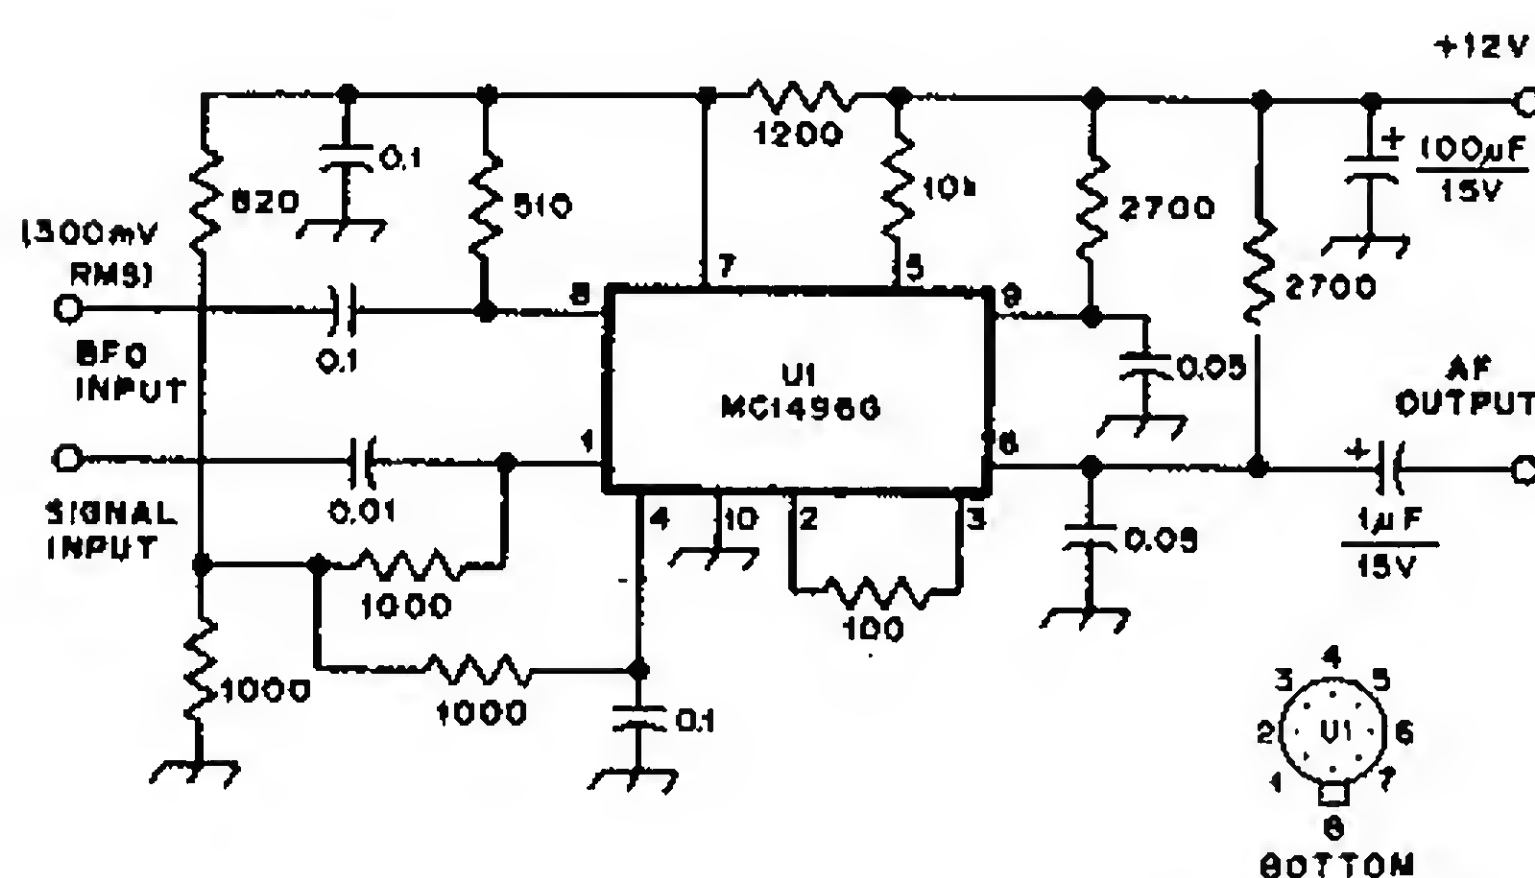 +12V
0.1
1200
100µF
15V
820
510
10k
2700
2700
(300mV
RMS)
7
5
8
9
BFO
INPUT
0.1
U1
MC1496G
0.05
AF
OUTPUT
1
6
SIGNAL
INPUT
0.01
4
10
2
3
0.05
+
1µF
15V
1000
100
1000
1000
0.1
4
3
5
2
U1
6
1
7
8
BOTTOM